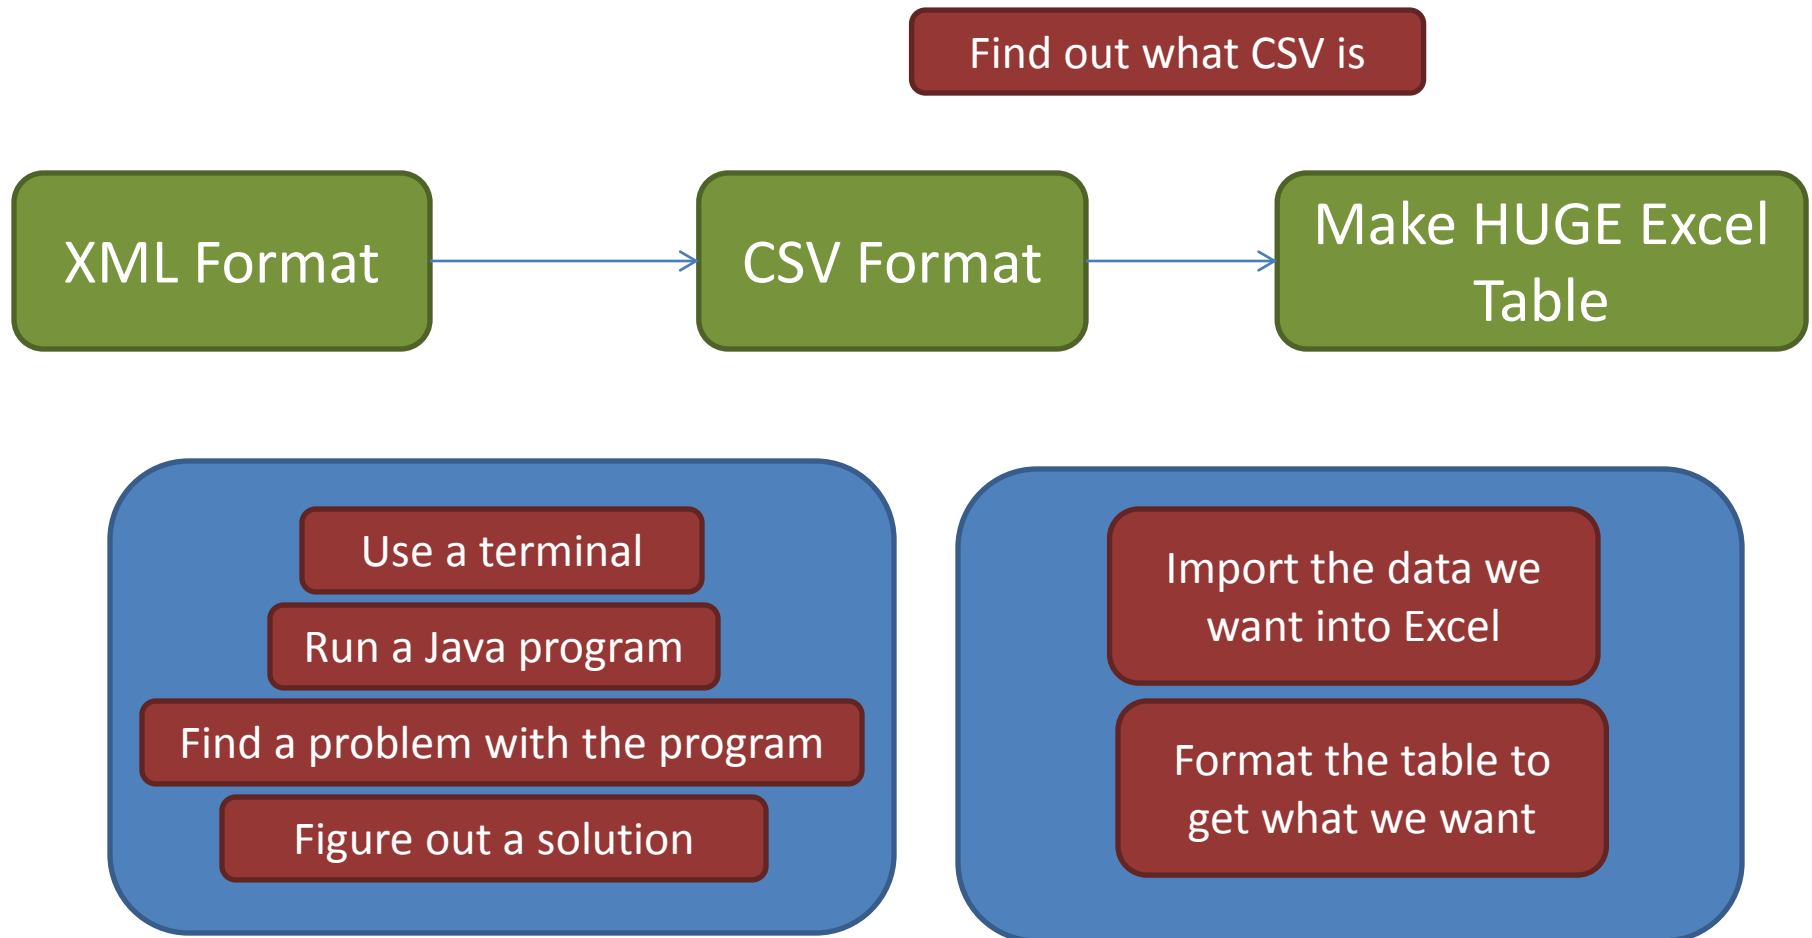 Find out what CSV is
XML Format
CSV Format
Make HUGE Excel
Table
Use a terminal
Run a Java program
Find a problem with the program
Figure out a solution
Import the data we
want into Excel
Format the table to
get what we want